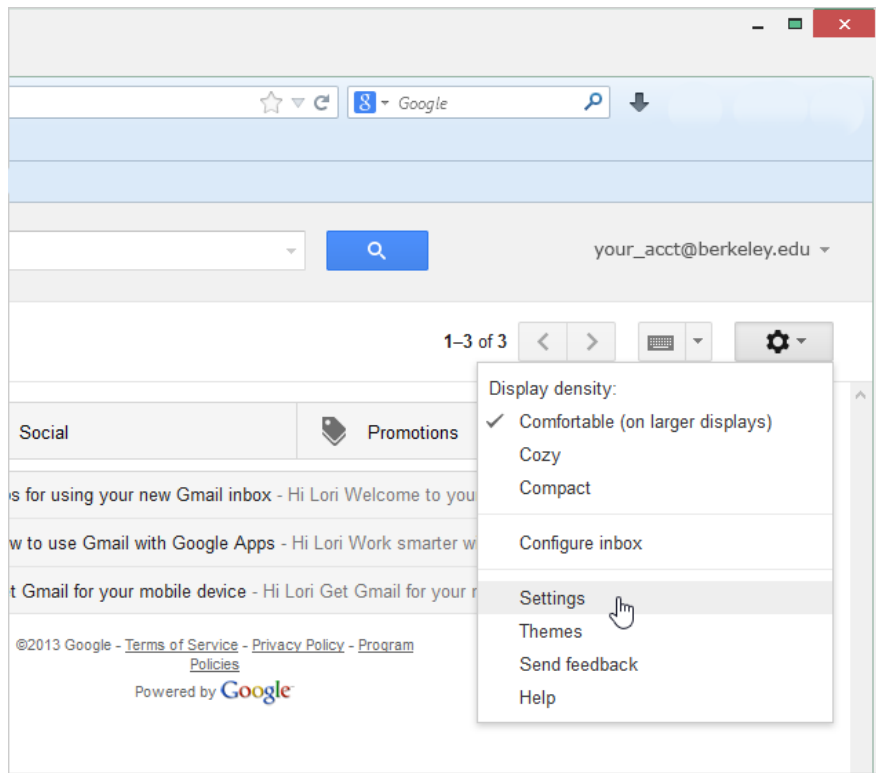 8 Google
your_acct@berkeley.edu
1–3 of 3
Display density:
Comfortable (on larger displays)
Social
Promotions
Cozy
Compact
s for using your new Gmail inbox - Hi Lori Welcome to you
Configure inbox
w to use Gmail with Google Apps - Hi Lori Work smarter w
t Gmail for your mobile device - Hi Lori Get Gmail for your r
Settings
Themes
Send feedback
Help
©2013 Google - Terms of Service - Privacy Policy - Program
Policies
Powered by Google